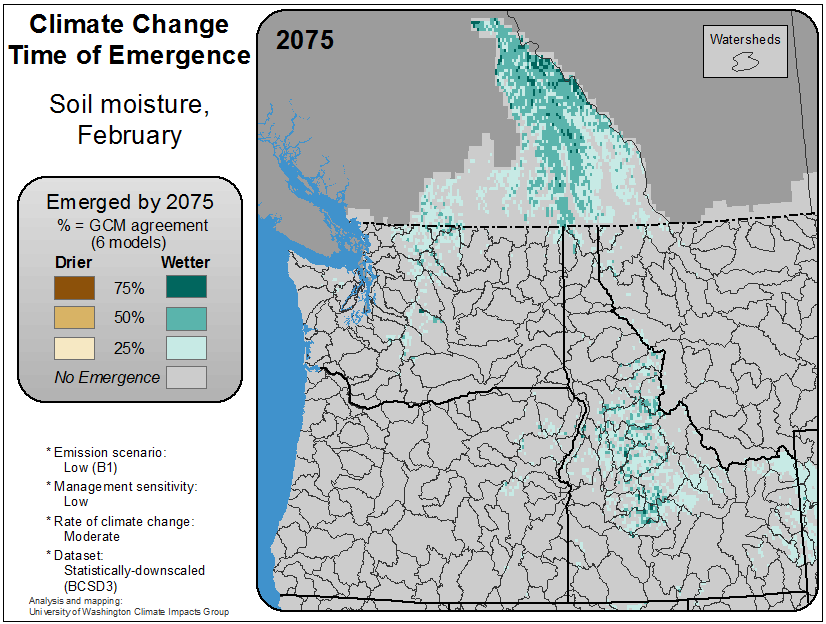 Climate Change
Time of Emergence
Soil moisture,
February
Emerged by 2075
% = GCM agreement
(6 models)
Drier Wetter
75%
50%
25%
No Emergence
* Emission scenario:
Low (B1)
* Management sensitivity:
Low
* Rate of climate change:
Moderate
* Dataset:
Statistically-downscaled
(BCSD3)
Analysis and mapping:
University of Washington Climate Impacts Group
2075
Watersheds